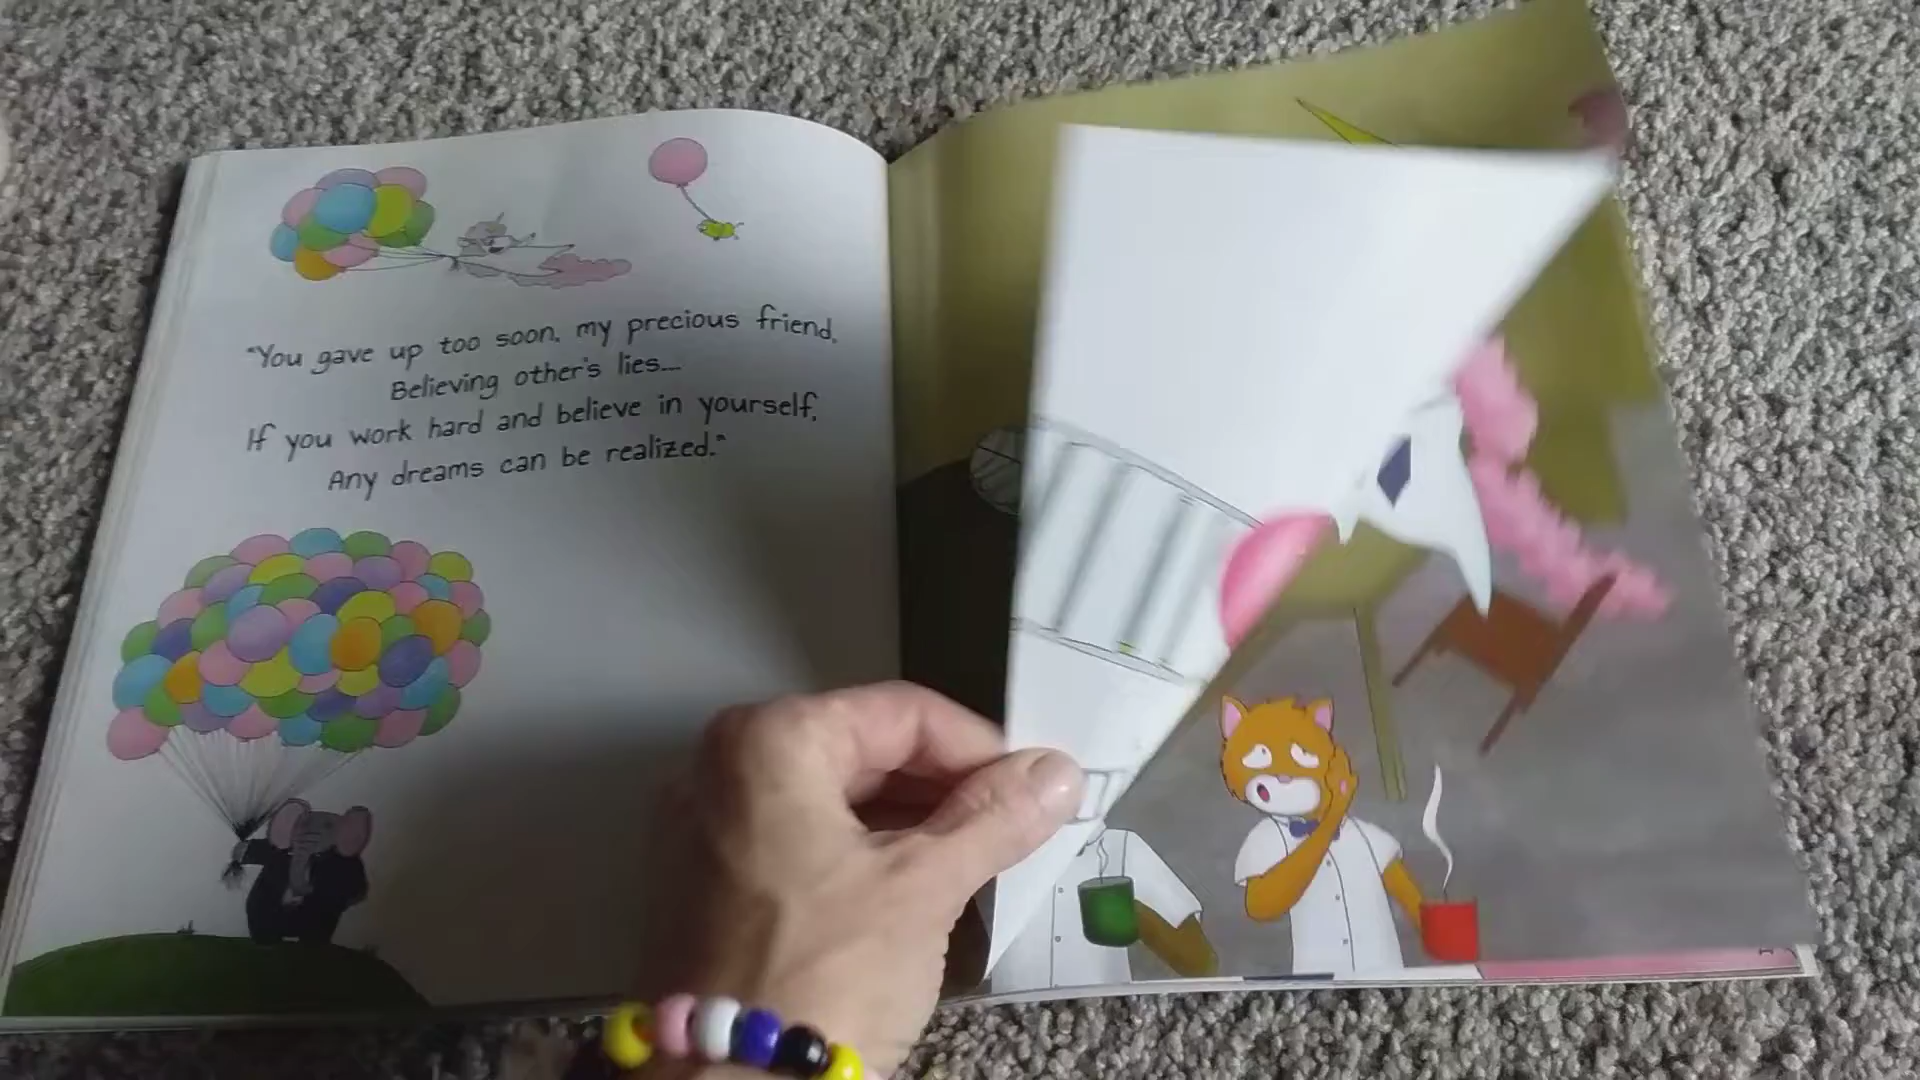 "You gave up too soon, my precious friend,
Believing other's lies...
If you work hard and believe in yourself,
Any dreams can be realized."